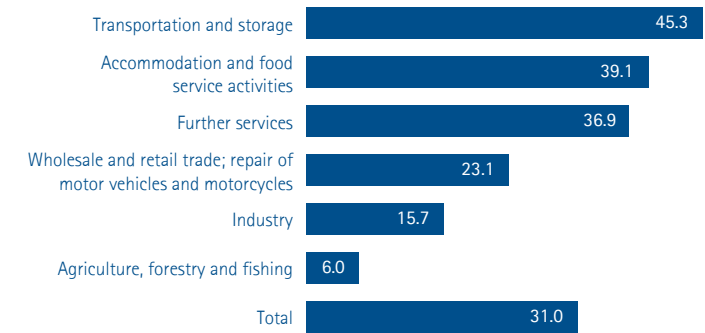 Transportation and storage 45.3
Accommodation and food
service activities 39.1
Further services 36.9
Wholesale and retail trade; repair of
motor vehicles and motorcycles 23.1
Industry 15.7
Agriculture, forestry and fishing 6.0
Total 31.0